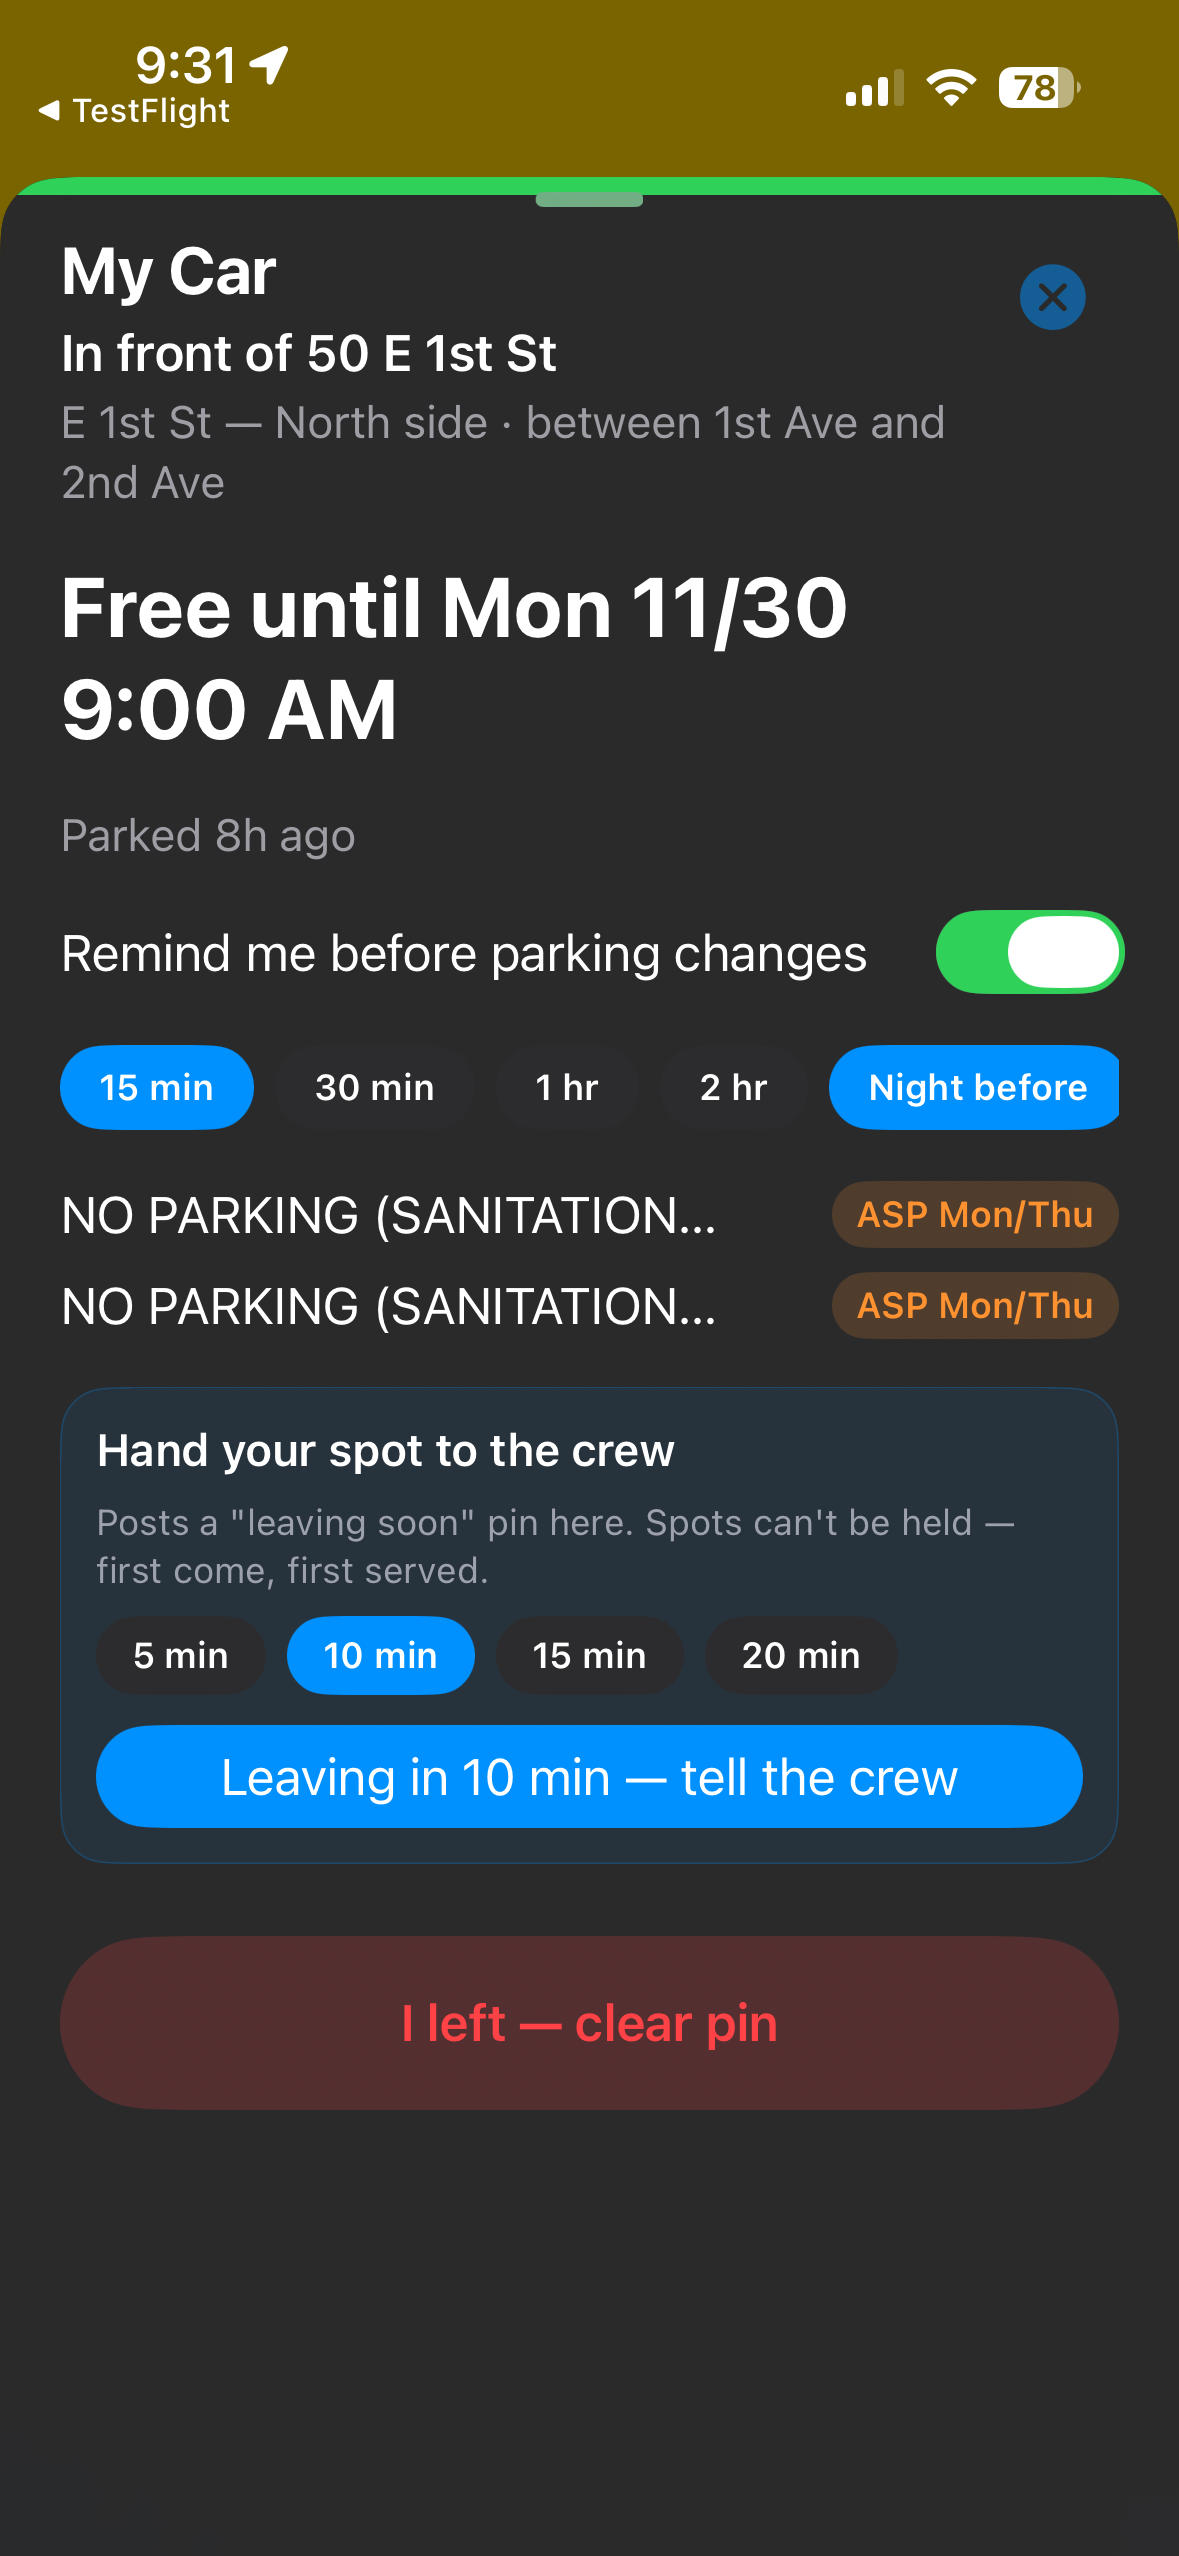 9:31
◀ TestFlight
78
My Car
In front of 50 E 1st St
E 1st St — North side · between 1st Ave and
2nd Ave
Free until Mon 11/30
9:00 AM
Parked 8h ago
Remind me before parking changes
15 min 30 min 1 hr 2 hr Night before
NO PARKING (SANITATION... ASP Mon/Thu
NO PARKING (SANITATION... ASP Mon/Thu
Hand your spot to the crew
Posts a "leaving soon" pin here. Spots can't be held —
first come, first served.
5 min 10 min 15 min 20 min
Leaving in 10 min — tell the crew
I left — clear pin